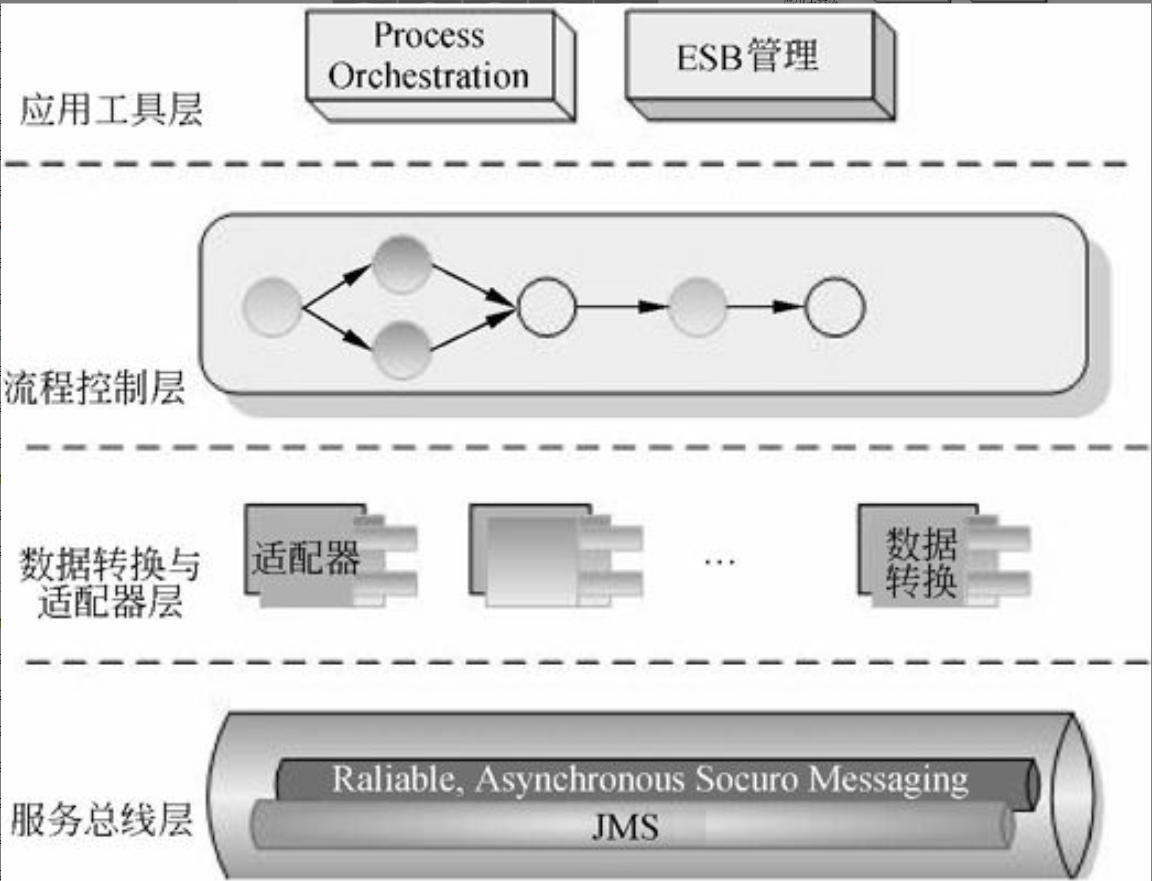 Process
Orchestration
ESB管理
应用工具层
流程控制层
适配器
…
数据
转换
数据转换与
适配器层
Raliable, Asynchronous Socuro Messaging
JMS
服务总线层